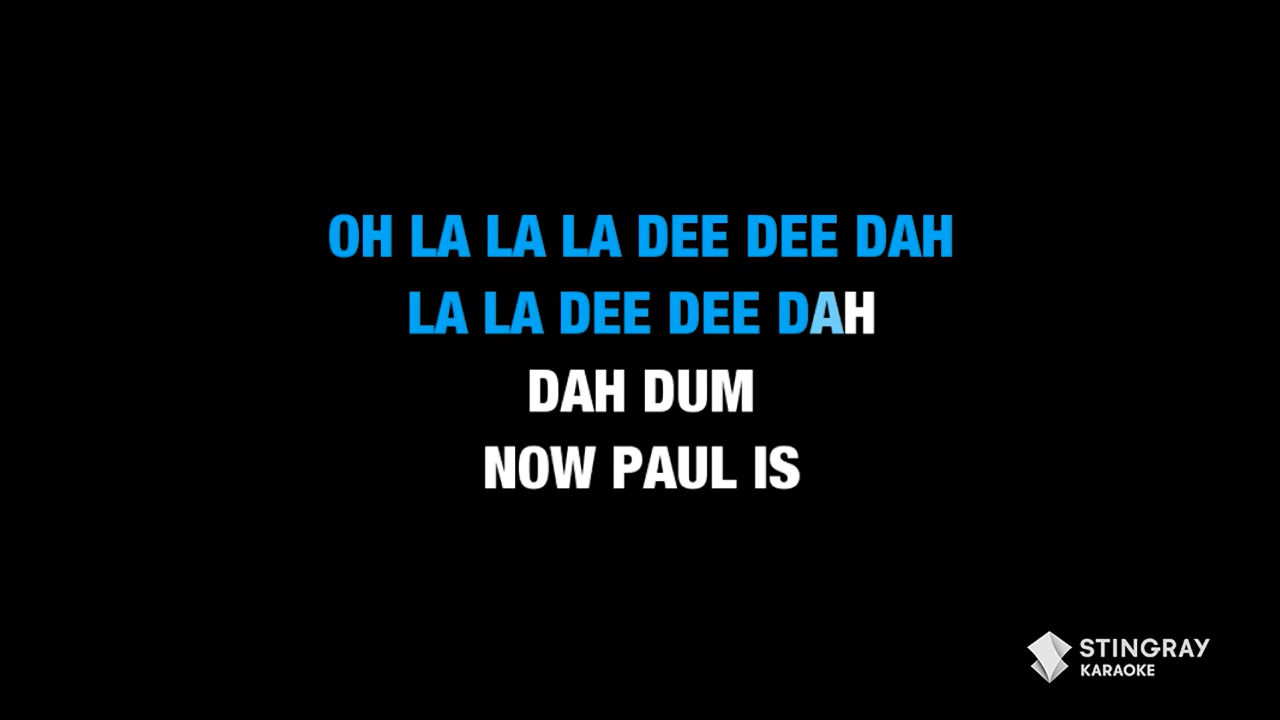 OH LA LA LA DEE DEE DAH
LA LA DEE DEE DAH
DAH DUM
NOW PAUL IS
STINGRAY
KARAOKE